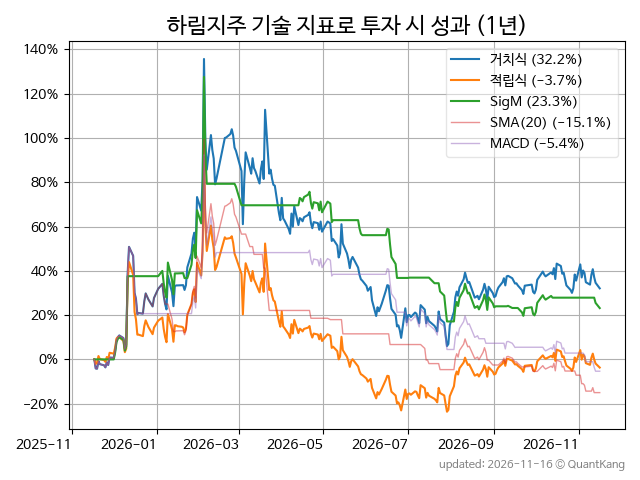 하림지주 기술 지표로 투자 시 성과 (1년)
140%
120%
100%
80%
60%
40%
20%
0%
−20%
거치식 (32.2%)
적립식 (−3.7%)
SigM (23.3%)
SMA(20) (−15.1%)
MACD (−5.4%)
2025-11 2026-01 2026-03 2026-05 2026-07 2026-09 2026-11
updated: 2026-11-16 © QuantKang